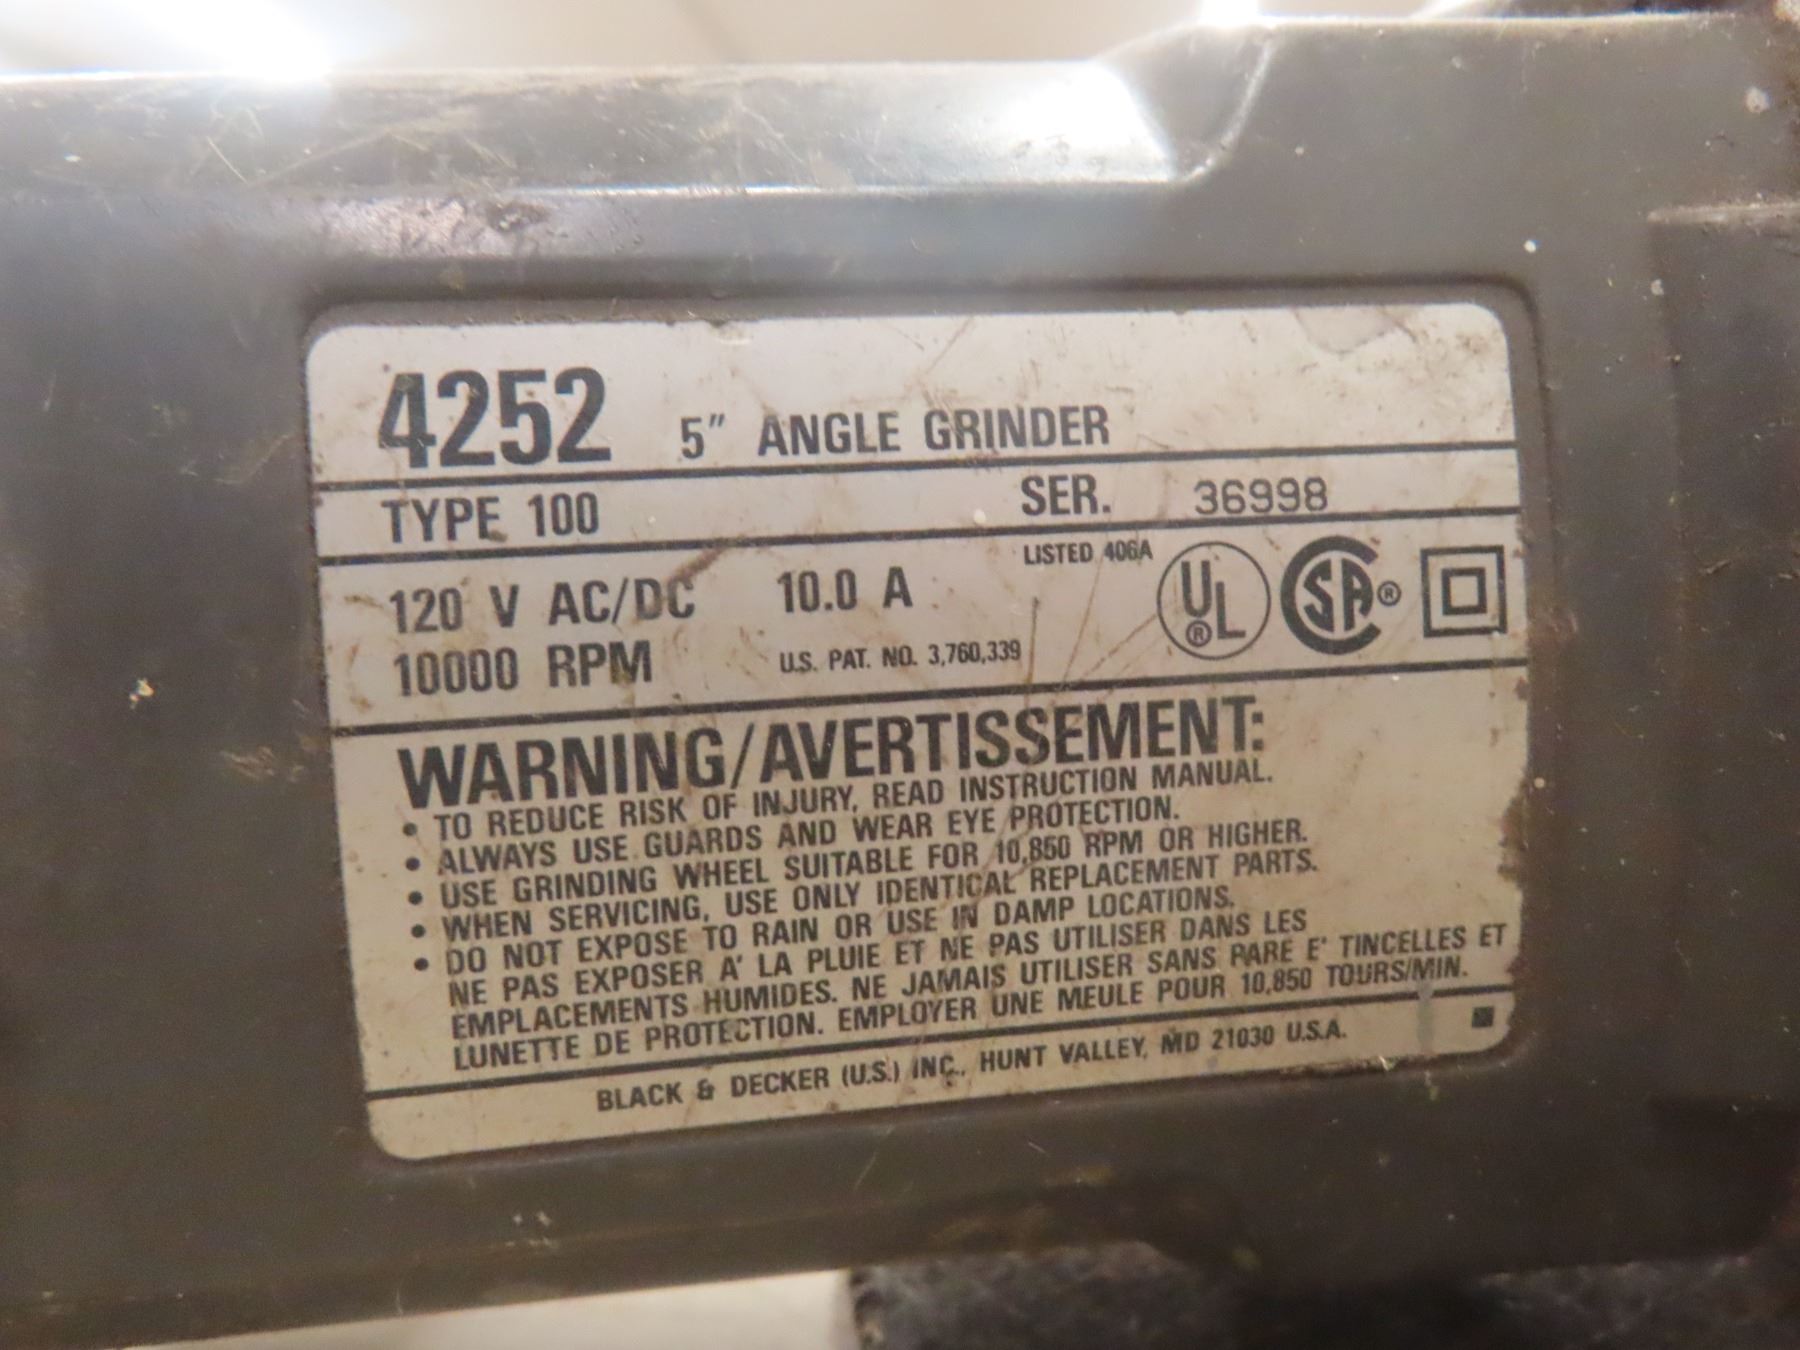 4252 5" ANGLE GRINDER
TYPE 100 SER. 36998
LISTED 406A
120 V AC/DC 10.0 A
UL® CSA®
10000 RPM U.S. PAT. NO. 3,760,339
WARNING/AVERTISSEMENT:
• TO REDUCE RISK OF INJURY, READ INSTRUCTION MANUAL.
• ALWAYS USE GUARDS AND WEAR EYE PROTECTION.
• USE GRINDING WHEEL SUITABLE FOR 10,850 RPM OR HIGHER.
• WHEN SERVICING, USE ONLY IDENTICAL REPLACEMENT PARTS.
• DO NOT EXPOSE TO RAIN OR USE IN DAMP LOCATIONS.
NE PAS EXPOSER A' LA PLUIE ET NE PAS UTILISER DANS LES
EMPLACEMENTS HUMIDES. NE JAMAIS UTILISER SANS PARE E' TINCELLES ET
LUNETTE DE PROTECTION. EMPLOYER UNE MEULE POUR 10,850 TOURS/MIN.
BLACK & DECKER (U.S.) INC., HUNT VALLEY, MD 21030 U.S.A.